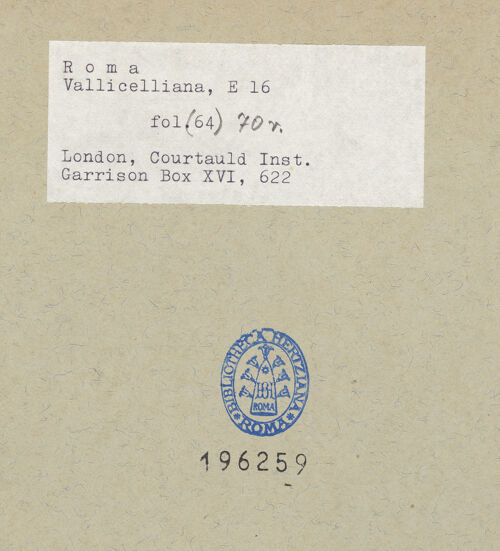 R o m a
Vallicelliana, E 16
fol.(64) 70 r.
London, Courtauld Inst.
Garrison Box XVI, 622
BIBLIOTHECA HERTZIANA
ROMA
ROMA
196259